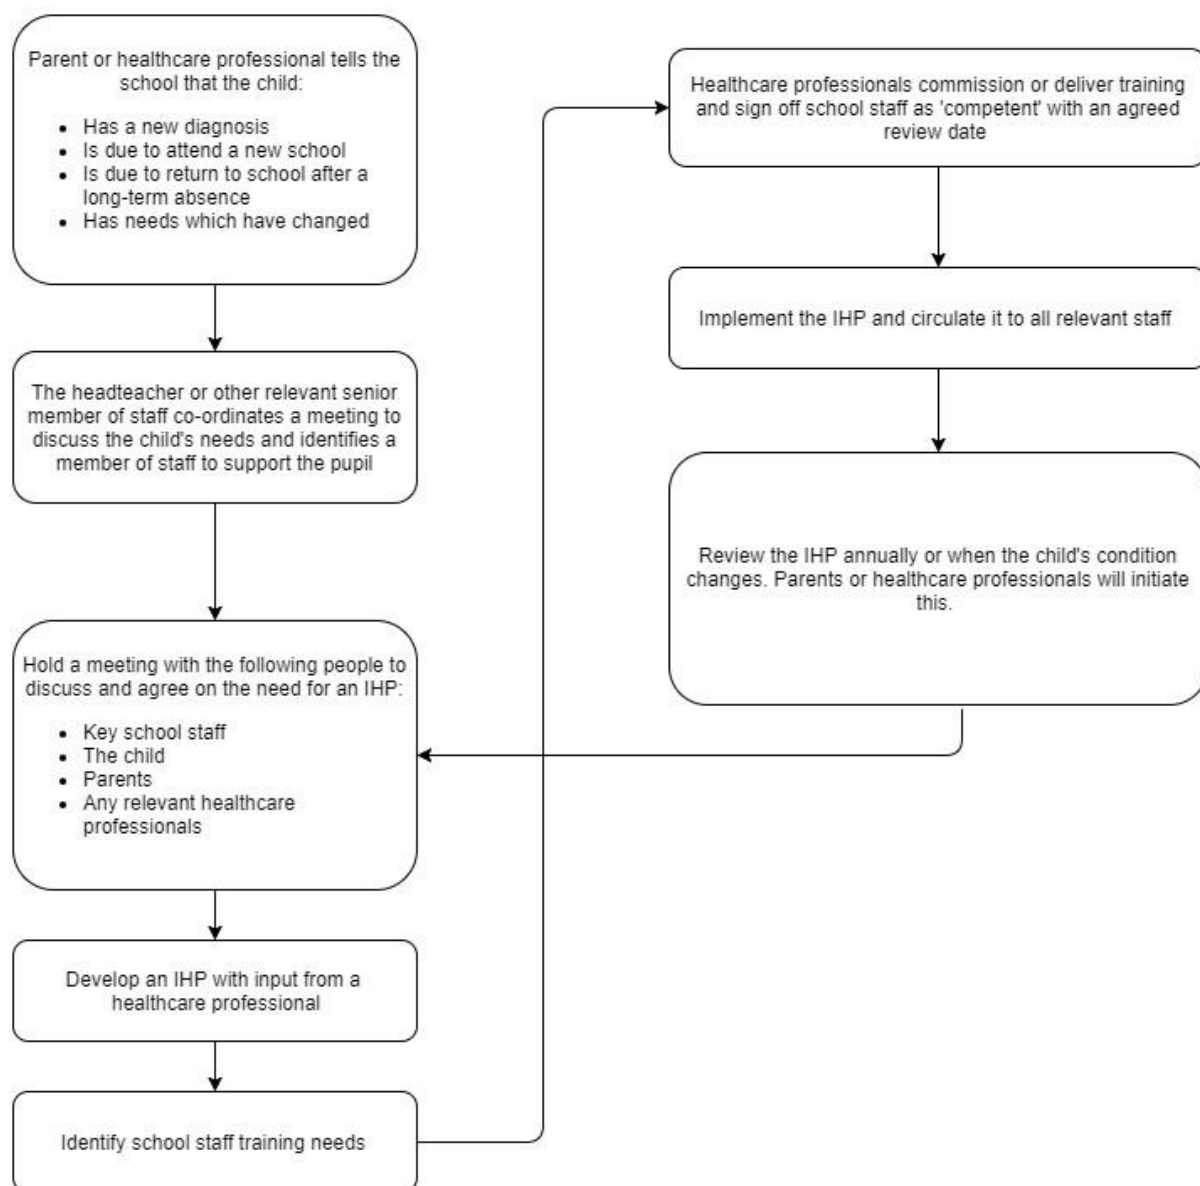 Parent or healthcare professional tells the
school that the child:
• Has a new diagnosis
• Is due to attend a new school
• Is due to return to school after a
long-term absence
• Has needs which have changed
The headteacher or other relevant senior
member of staff co-ordinates a meeting to
discuss the child's needs and identifies a
member of staff to support the pupil
Hold a meeting with the following people to
discuss and agree on the need for an IHP:
• Key school staff
• The child
• Parents
• Any relevant healthcare
professionals
Develop an IHP with input from a
healthcare professional
Identify school staff training needs
Healthcare professionals commission or deliver training
and sign off school staff as 'competent' with an agreed
review date
Implement the IHP and circulate it to all relevant staff
Review the IHP annually or when the child's condition
changes. Parents or healthcare professionals will initiate
this.